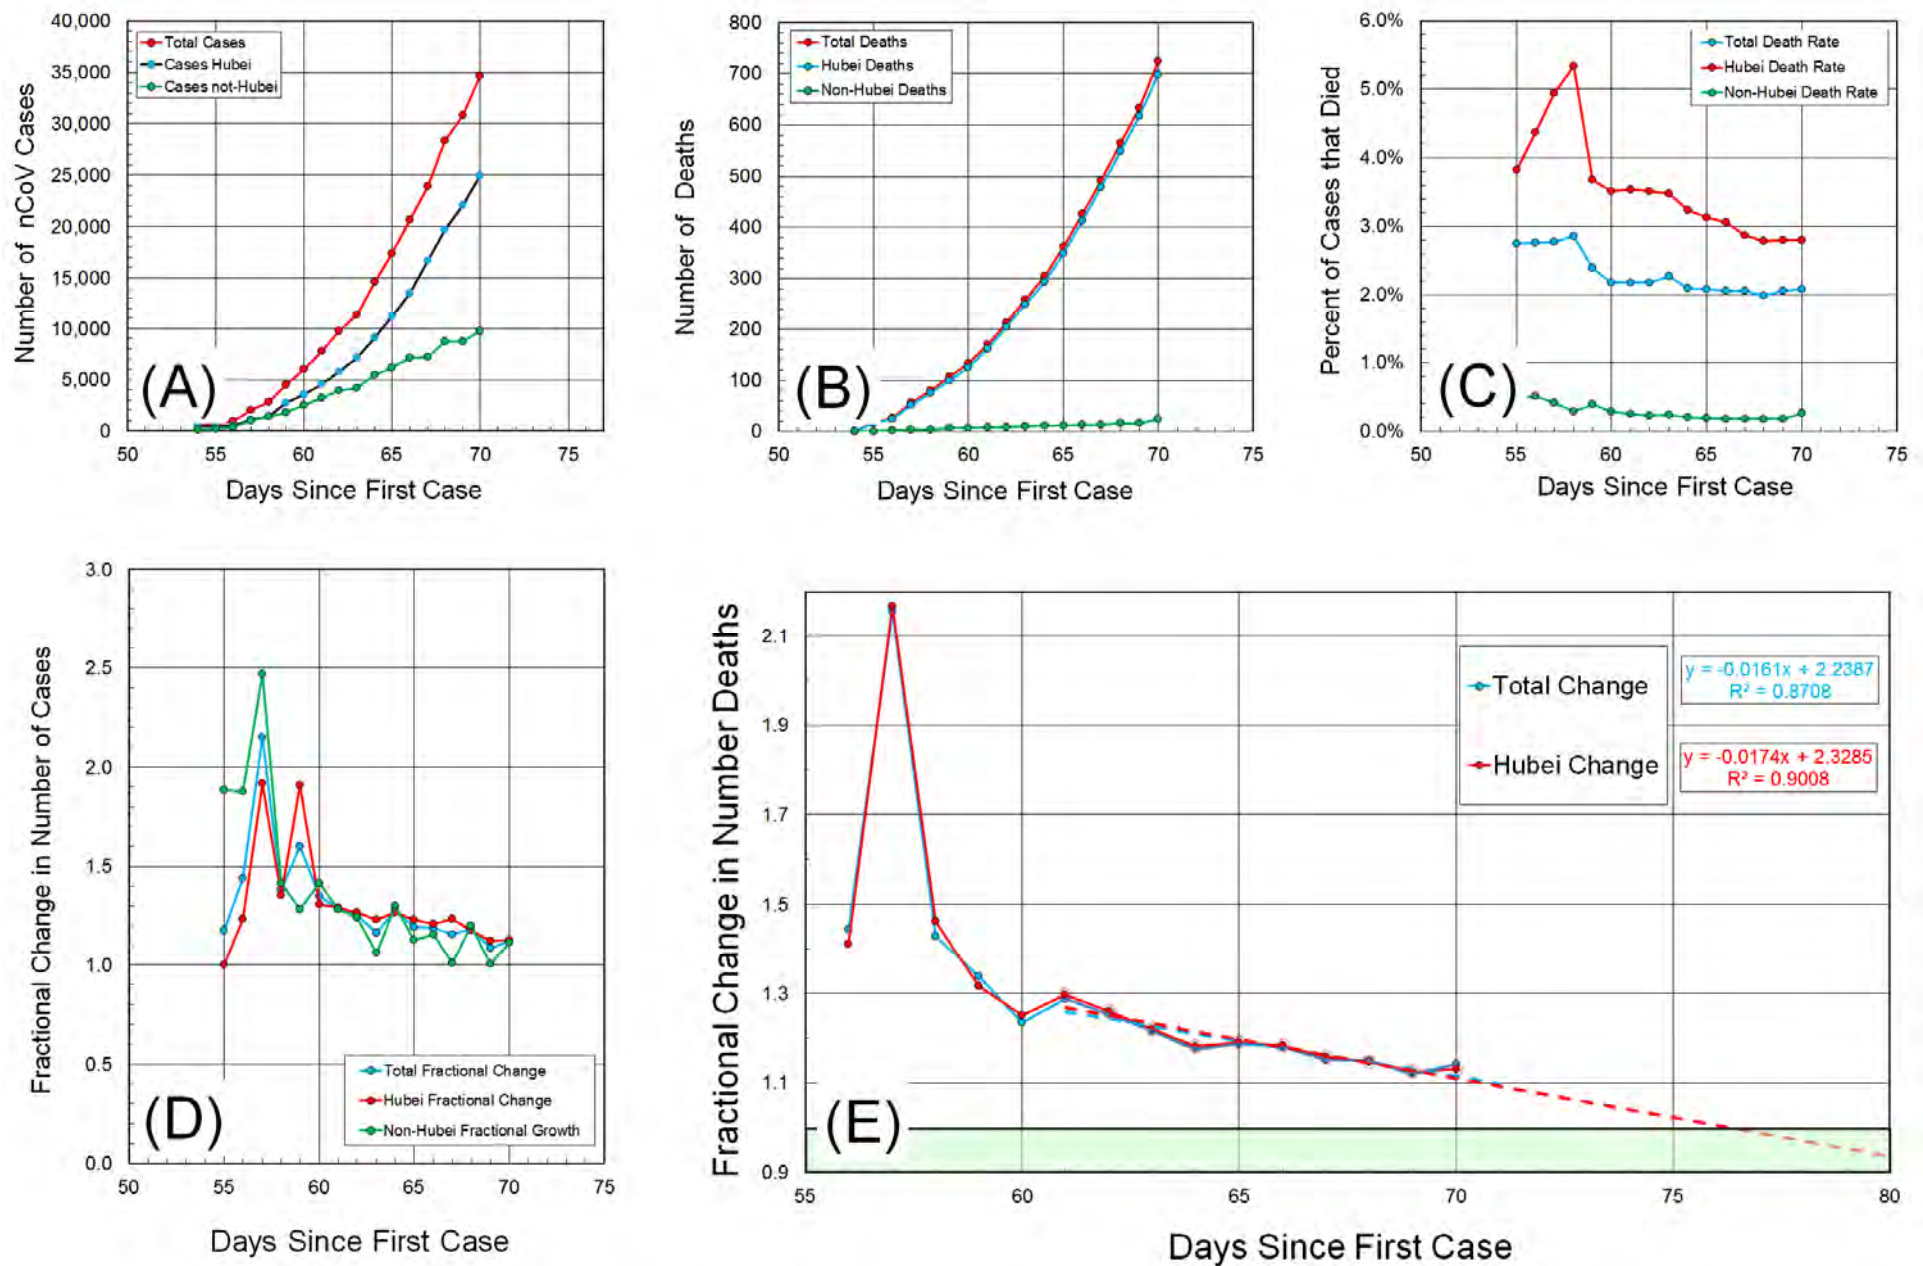 Number of nCoV Cases
40,000
35,000
30,000
25,000
20,000
15,000
10,000
5,000
0
Total Cases
Cases Hubei
Cases not-Hubei
(A)
50 55 60 65 70 75
Days Since First Case
Number of Deaths
800
700
600
500
400
300
200
100
0
Total Deaths
Hubei Deaths
Non-Hubei Deaths
(B)
50 55 60 65 70 75
Days Since First Case
Percent of Cases that Died
6.0%
5.0%
4.0%
3.0%
2.0%
1.0%
0.0%
Total Death Rate
Hubei Death Rate
Non-Hubei Death Rate
(C)
50 55 60 65 70 75
Days Since First Case
Fractional Change in Number of Cases
3.0
2.5
2.0
1.5
1.0
0.5
0.0
Total Fractional Change
Hubei Fractional Change
Non-Hubei Fractional Growth
(D)
50 55 60 65 70 75
Days Since First Case
Fractional Change in Number Deaths
2.1
1.9
1.7
1.5
1.3
1.1
0.9
Total Change
Hubei Change
y = -0.0161x + 2.2387
R² = 0.8708
y = -0.0174x + 2.3285
R² = 0.9008
(E)
55 60 65 70 75 80
Days Since First Case